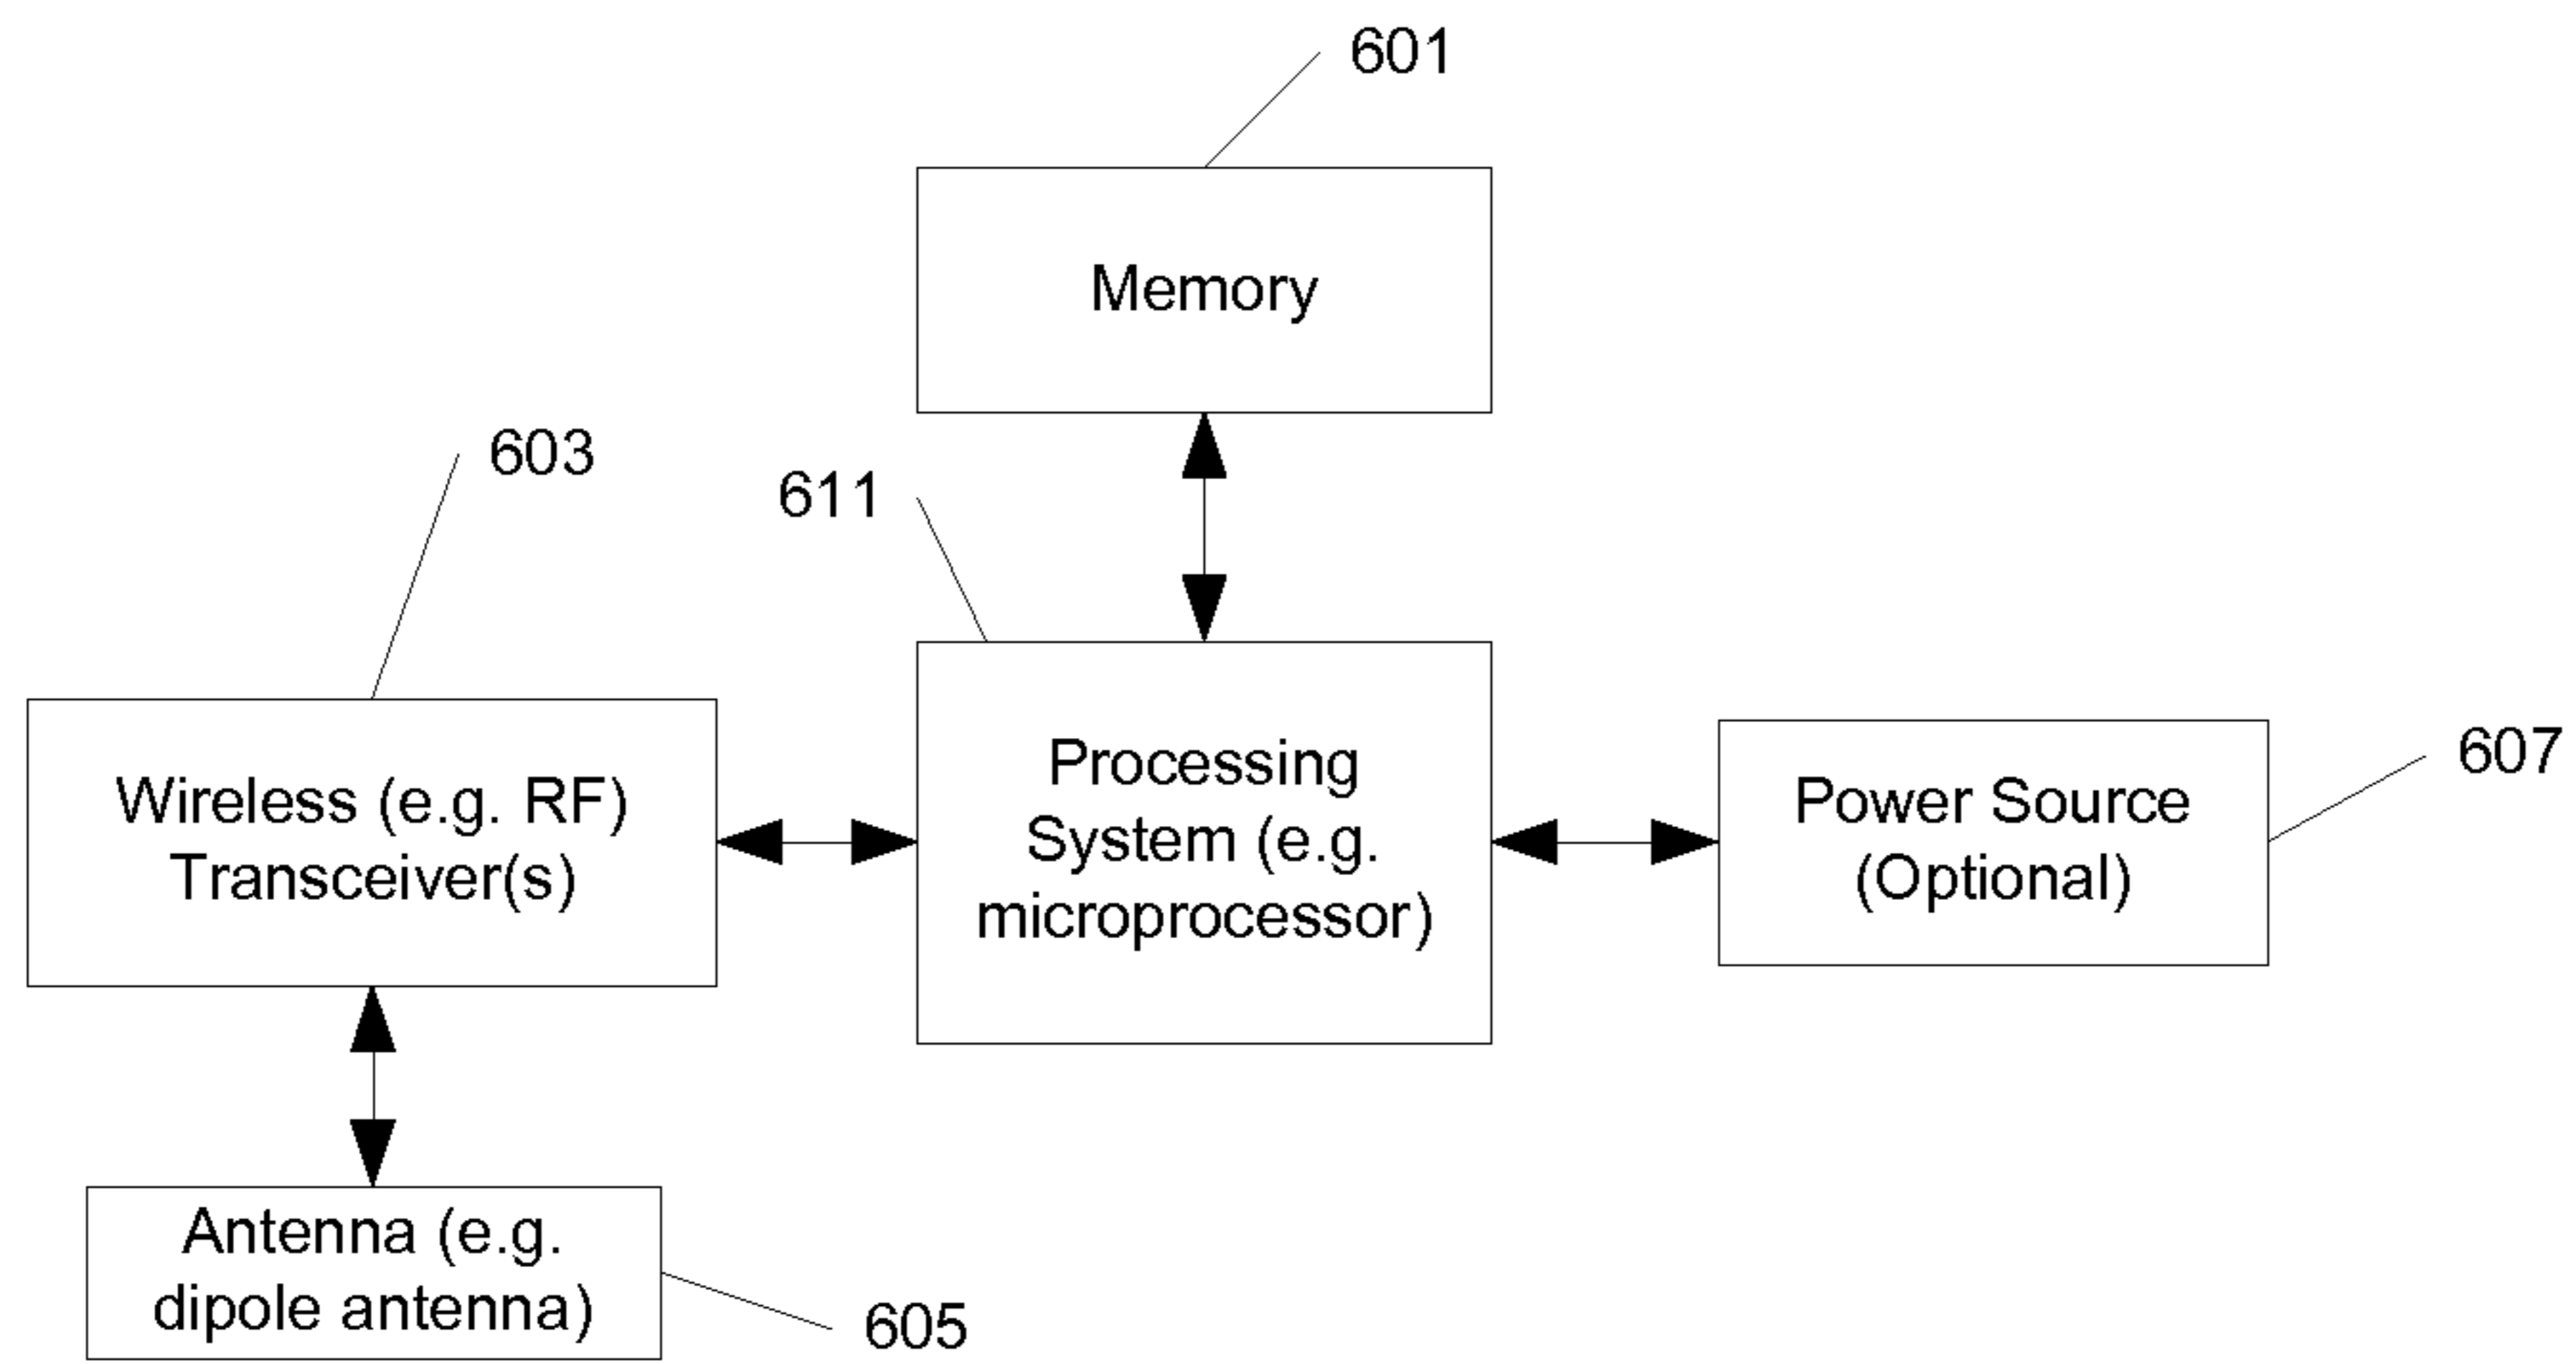 601
Memory
603
611
Wireless (e.g. RF)
Transceiver(s)
Processing
System (e.g.
microprocessor)
Power Source
(Optional)
607
Antenna (e.g.
dipole antenna)
605